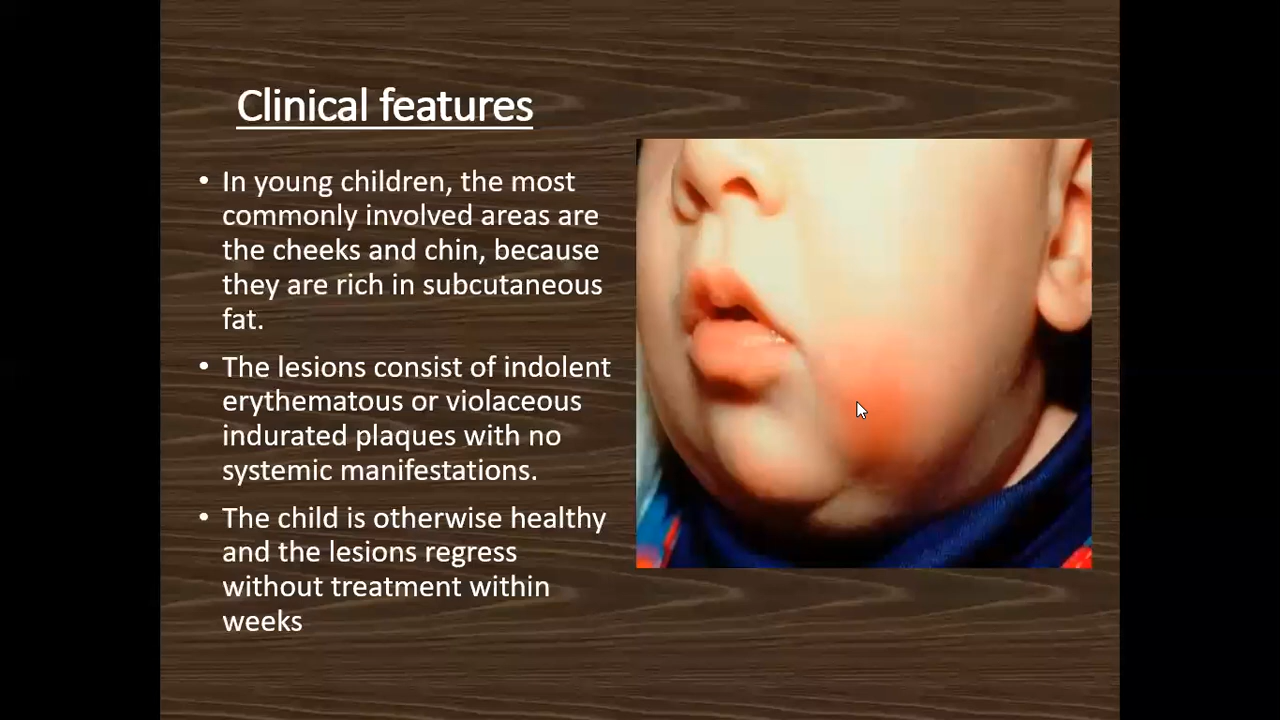 Clinical features
• In young children, the most
commonly involved areas are
the cheeks and chin, because
they are rich in subcutaneous
fat.
• The lesions consist of indolent
erythematous or violaceous
indurated plaques with no
systemic manifestations.
• The child is otherwise healthy
and the lesions regress
without treatment within
weeks